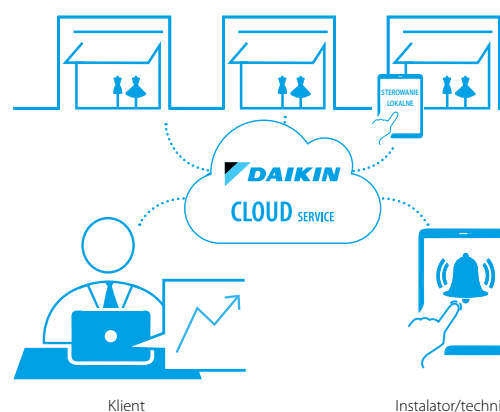 STEROWANIE
LOKALNE
DAIKIN
CLOUD SERVICE
Klient
Instalator/techni